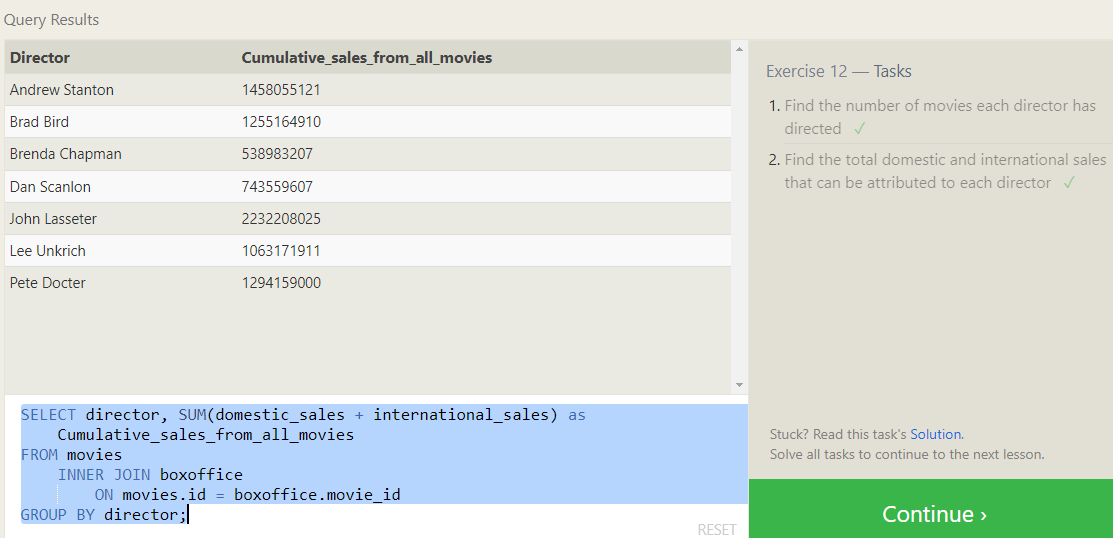 Query Results
Director Cumulative_sales_from_all_movies
Andrew Stanton 1458055121
Brad Bird 1255164910
Brenda Chapman 538983207
Dan Scanlon 743559607
John Lasseter 2232208025
Lee Unkrich 1063171911
Pete Docter 1294159000
SELECT director, SUM(domestic_sales + international_sales) as
Cumulative_sales_from_all_movies
FROM movies
INNER JOIN boxoffice
ON movies.id = boxoffice.movie_id
GROUP BY director;
RESET
Exercise 12 — Tasks
1. Find the number of movies each director has
directed ✓
2. Find the total domestic and international sales
that can be attributed to each director ✓
Stuck? Read this task's Solution.
Solve all tasks to continue to the next lesson.
Continue ›